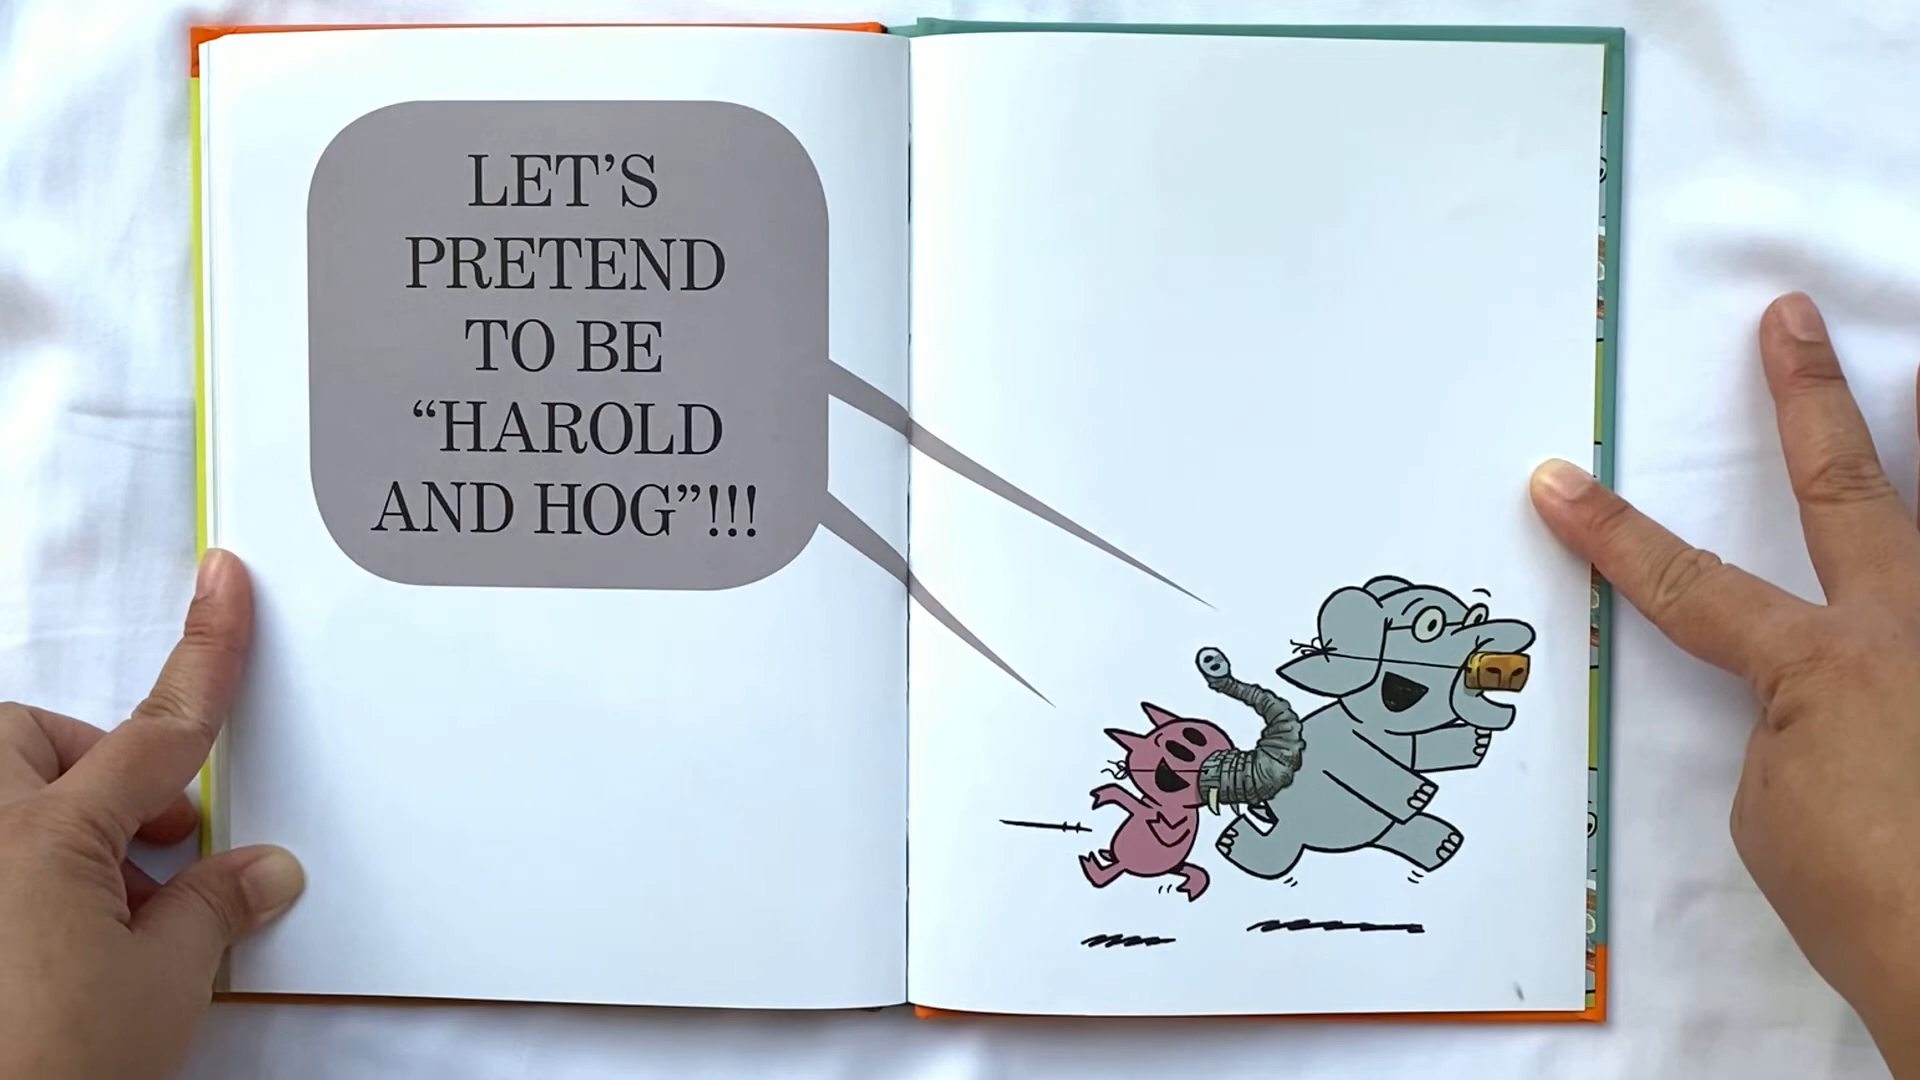 LET’S
PRETEND
TO BE
“HAROLD
AND HOG”!!!